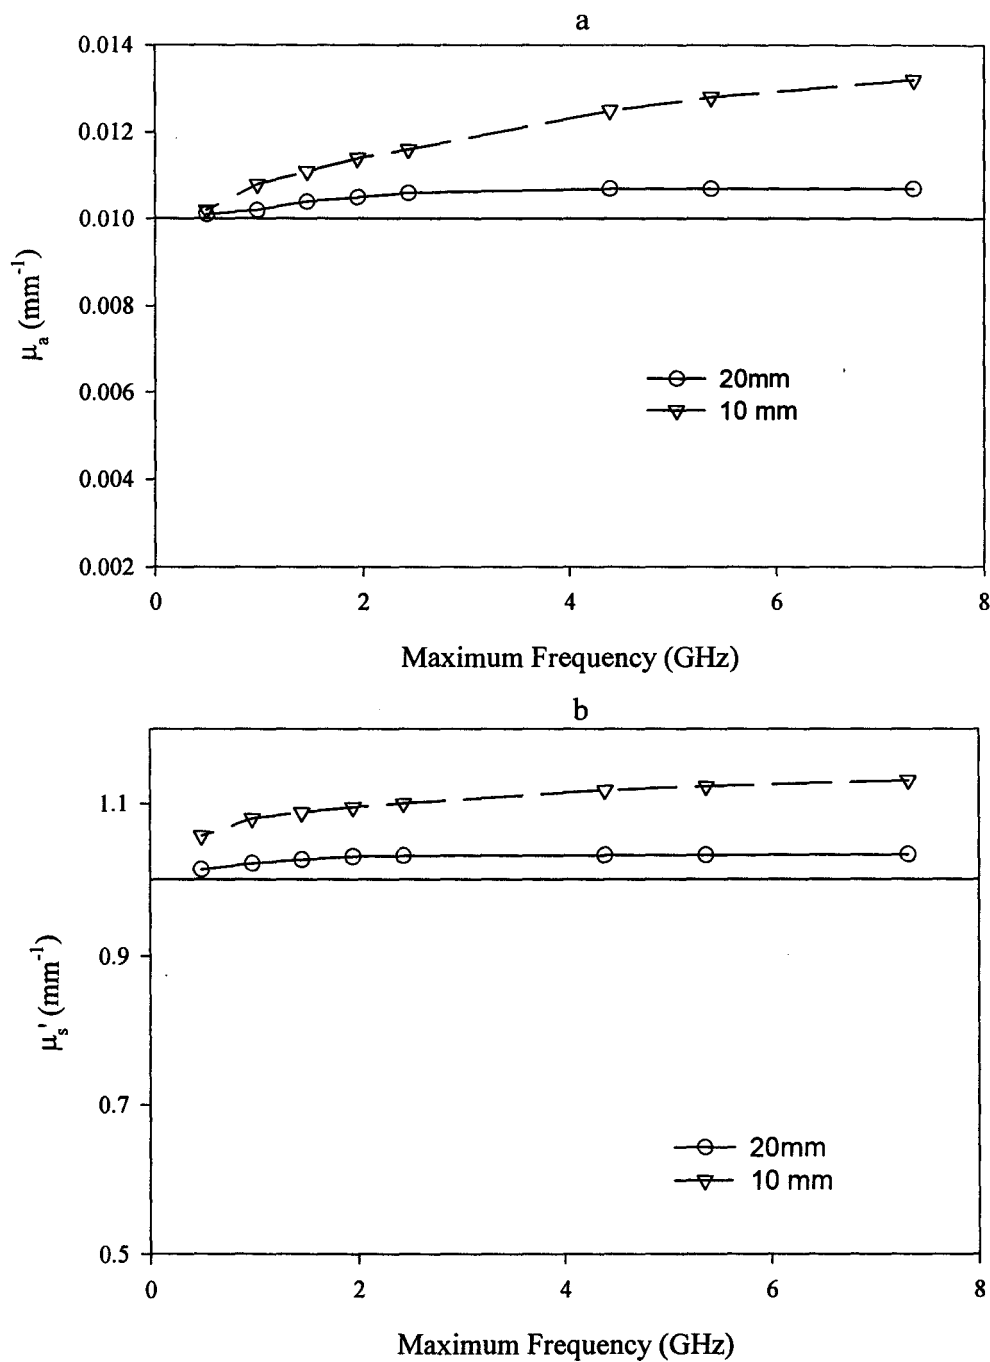 a
0.014
0.012
0.010
0.008
0.006
0.004
0.002
μa (mm-1)
20mm
10 mm
0 2 4 6 8
Maximum Frequency (GHz)
b
1.1
0.9
0.7
0.5
μs' (mm-1)
20mm
10 mm
0 2 4 6 8
Maximum Frequency (GHz)